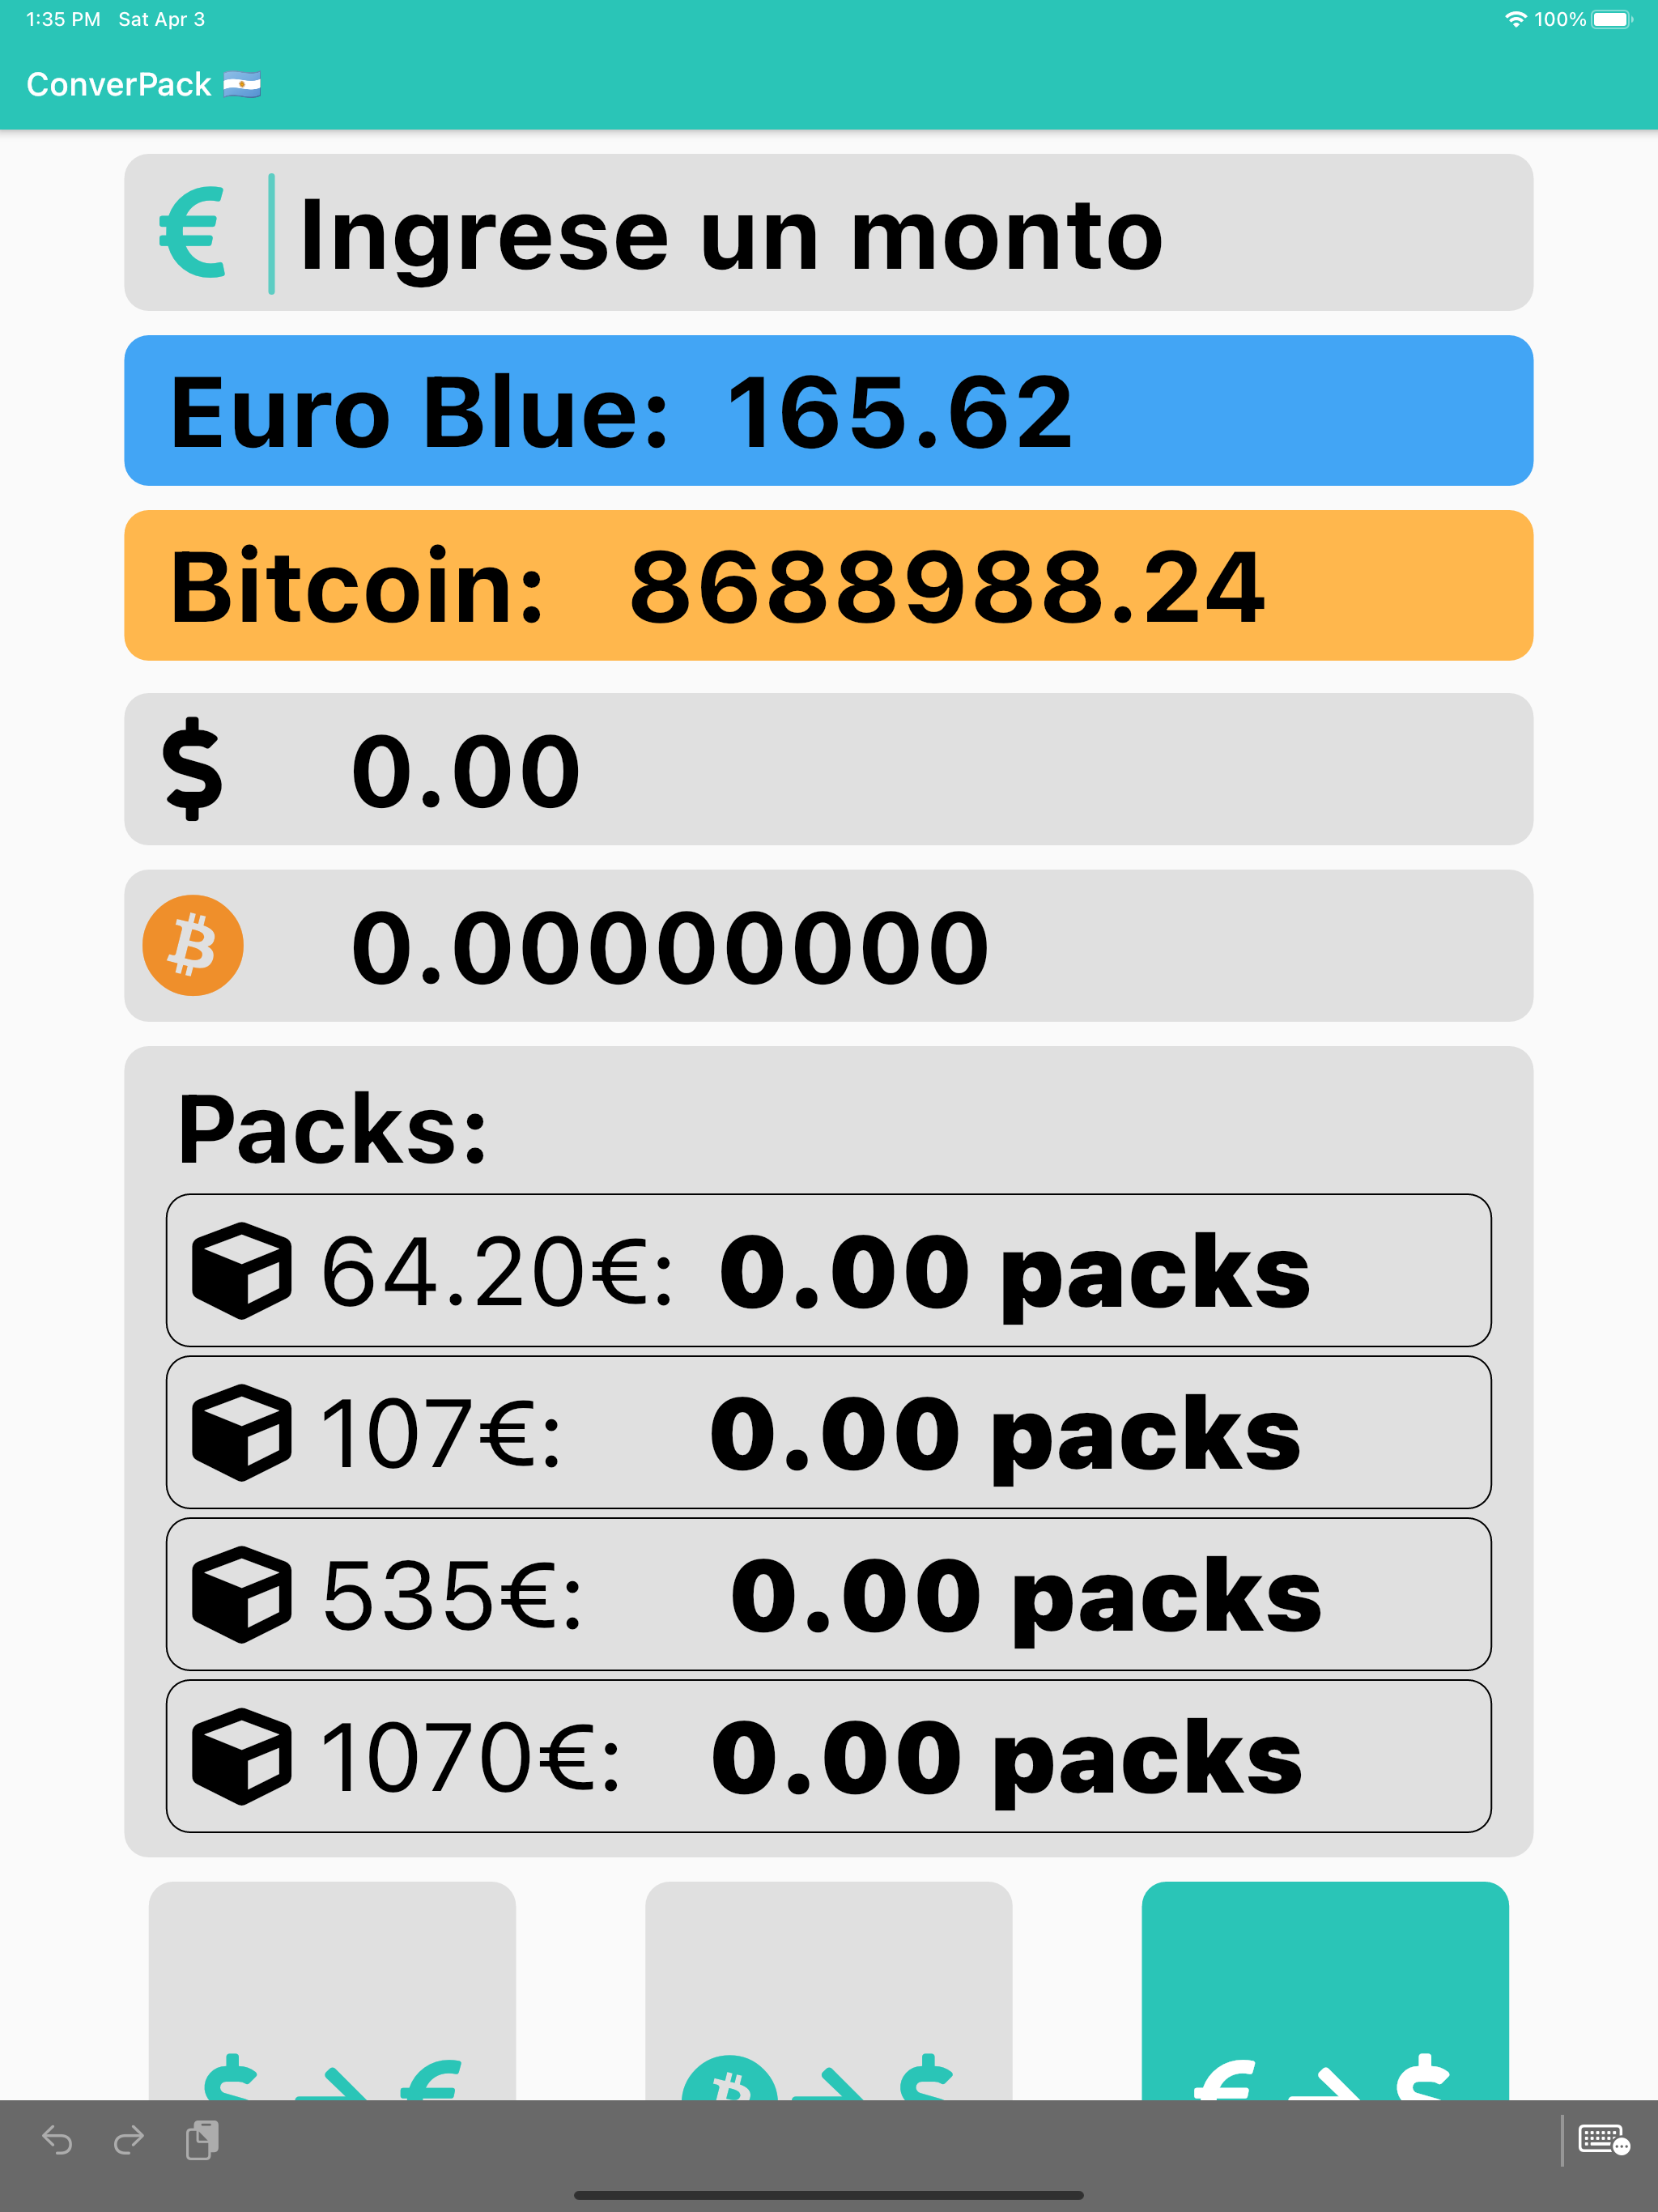 1:35 PM Sat Apr 3
100%
ConverPack 🇦🇷
€ Ingrese un monto
Euro Blue: 165.62
Bitcoin: 8688988.24
$ 0.00
₿ 0.00000000
Packs:
64.20€: 0.00 packs
107€: 0.00 packs
535€: 0.00 packs
1070€: 0.00 packs
$ → €
₿ → $
€ → $